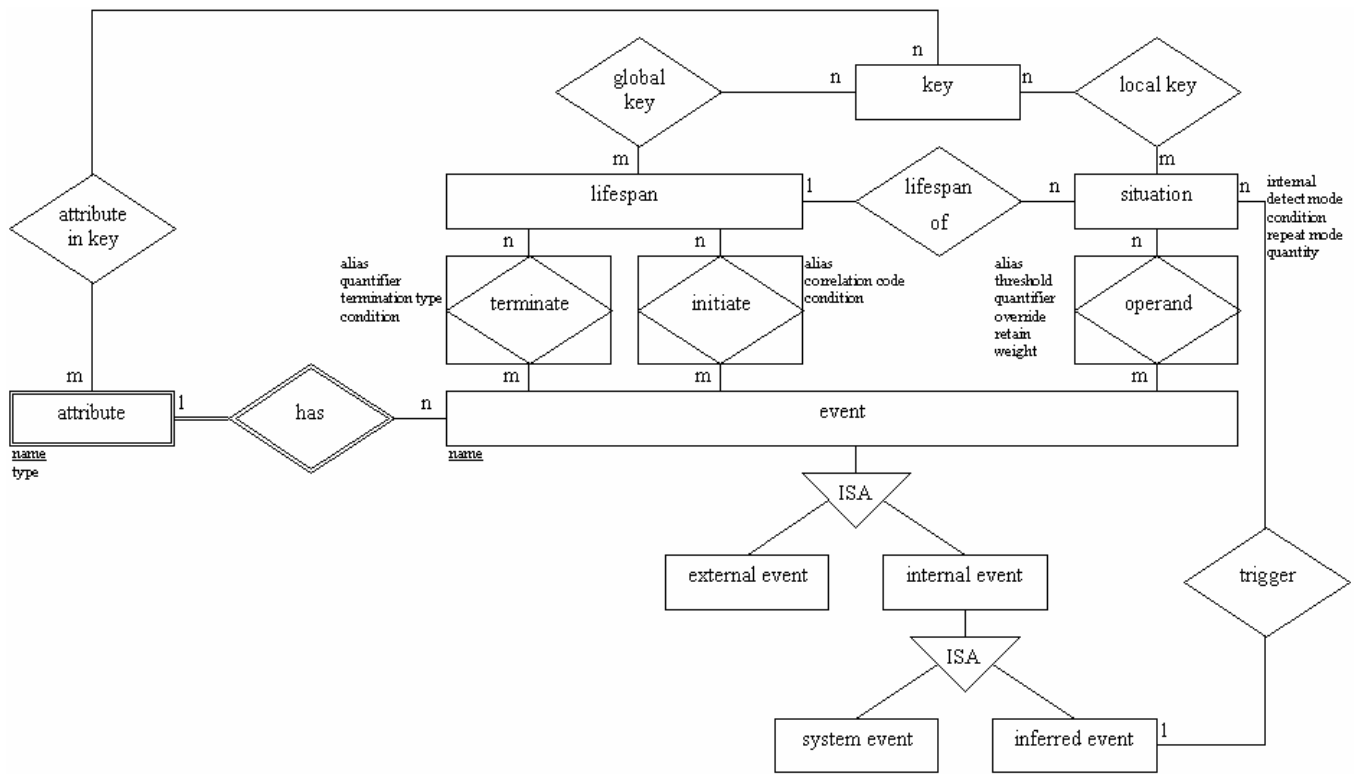 n
global
key
n
key
n
local key
m
m
attribute
in key
lifespan
1
lifespan
of
n
situation
n
internal
detect mode
condition
repeat mode
quantity
n
n
n
alias
quantifier
termination type
condition
terminate
initiate
alias
correlation code
condition
alias
threshold
quantifier
override
retain
weight
operand
m
m
m
m
attribute
1
has
n
event
name
type
name
ISA
external event
internal event
trigger
ISA
system event
inferred event
1